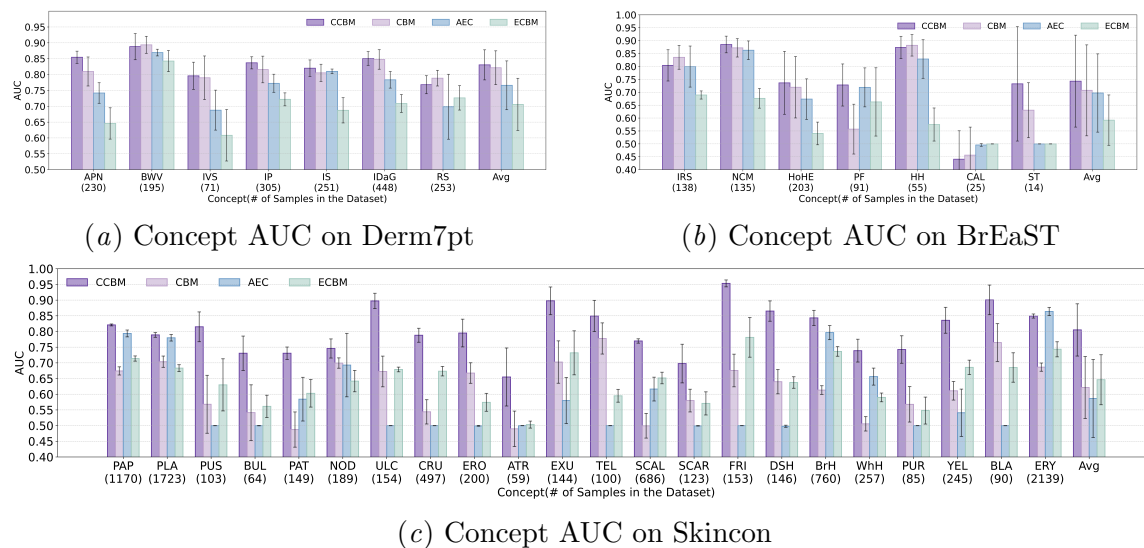 CCBM CBM AEC ECBM
AUC
0.95
0.90
0.85
0.80
0.75
0.70
0.65
0.60
0.55
0.50
APN BWV IVS IP IS IDaG RS Avg
(230) (195) (71) (305) (251) (448) (253)
Concept(# of Samples in the Dataset)
(a) Concept AUC on Derm7pt
CCBM CBM AEC ECBM
AUC
1.00
0.95
0.90
0.85
0.80
0.75
0.70
0.65
0.60
0.55
0.50
0.45
0.40
IRS NCM HoHE PF HH CAL ST Avg
(138) (135) (203) (91) (55) (25) (14)
Concept(# of Samples in the Dataset)
(b) Concept AUC on BrEaST
CCBM CBM AEC ECBM
AUC
1.00
0.95
0.90
0.85
0.80
0.75
0.70
0.65
0.60
0.55
0.50
0.45
0.40
PAP PLA PUS BUL PAT NOD ULC CRU ERO ATR EXU TEL SCAL SCAR FRI DSH BrH WhH PUR YEL BLA ERY Avg
(1170) (1723) (103) (64) (149) (189) (154) (497) (200) (59) (144) (100) (686) (123) (153) (146) (760) (257) (85) (245) (90) (2139)
Concept(# of Samples in the Dataset)
(c) Concept AUC on Skincon